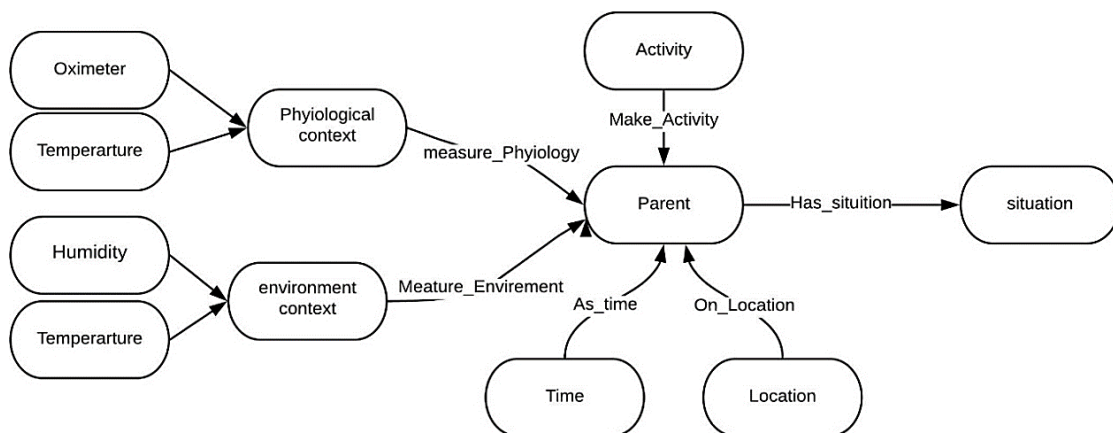 Oximeter
Temperarture
Phyiological
context
measure_Phyiology
Humidity
Temperarture
environment
context
Meature_Envirement
Activity
Make_Activity
Parent
Has_situition
situation
As_time
On_Location
Time
Location